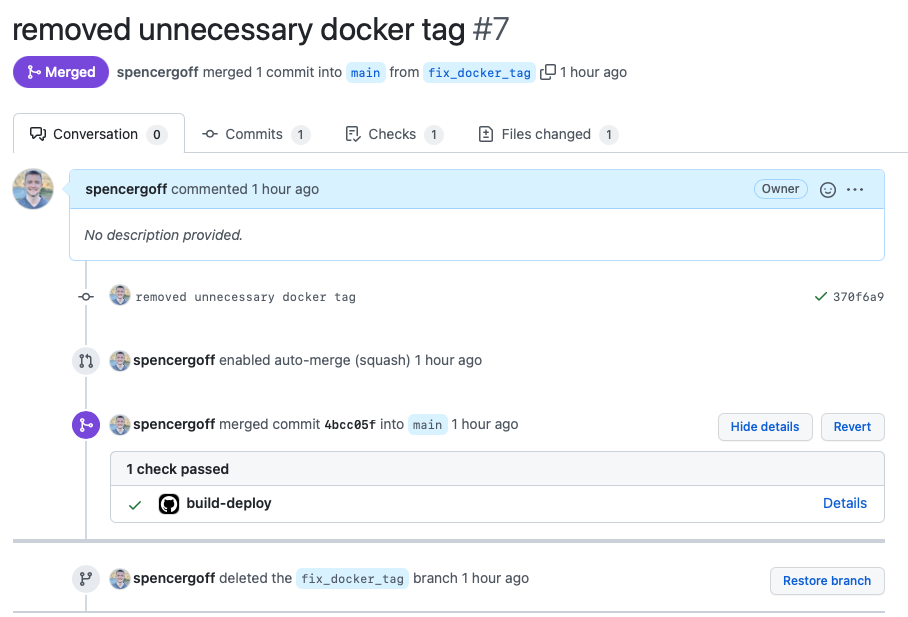 removed unnecessary docker tag #7
Merged spencergoff merged 1 commit into main from fix_docker_tag 1 hour ago
Conversation 0 Commits 1 Checks 1 Files changed 1
spencergoff commented 1 hour ago Owner
No description provided.
removed unnecessary docker tag 370f6a9
spencergoff enabled auto-merge (squash) 1 hour ago
spencergoff merged commit 4bcc05f into main 1 hour ago Hide details Revert
1 check passed
build-deploy Details
spencergoff deleted the fix_docker_tag branch 1 hour ago Restore branch